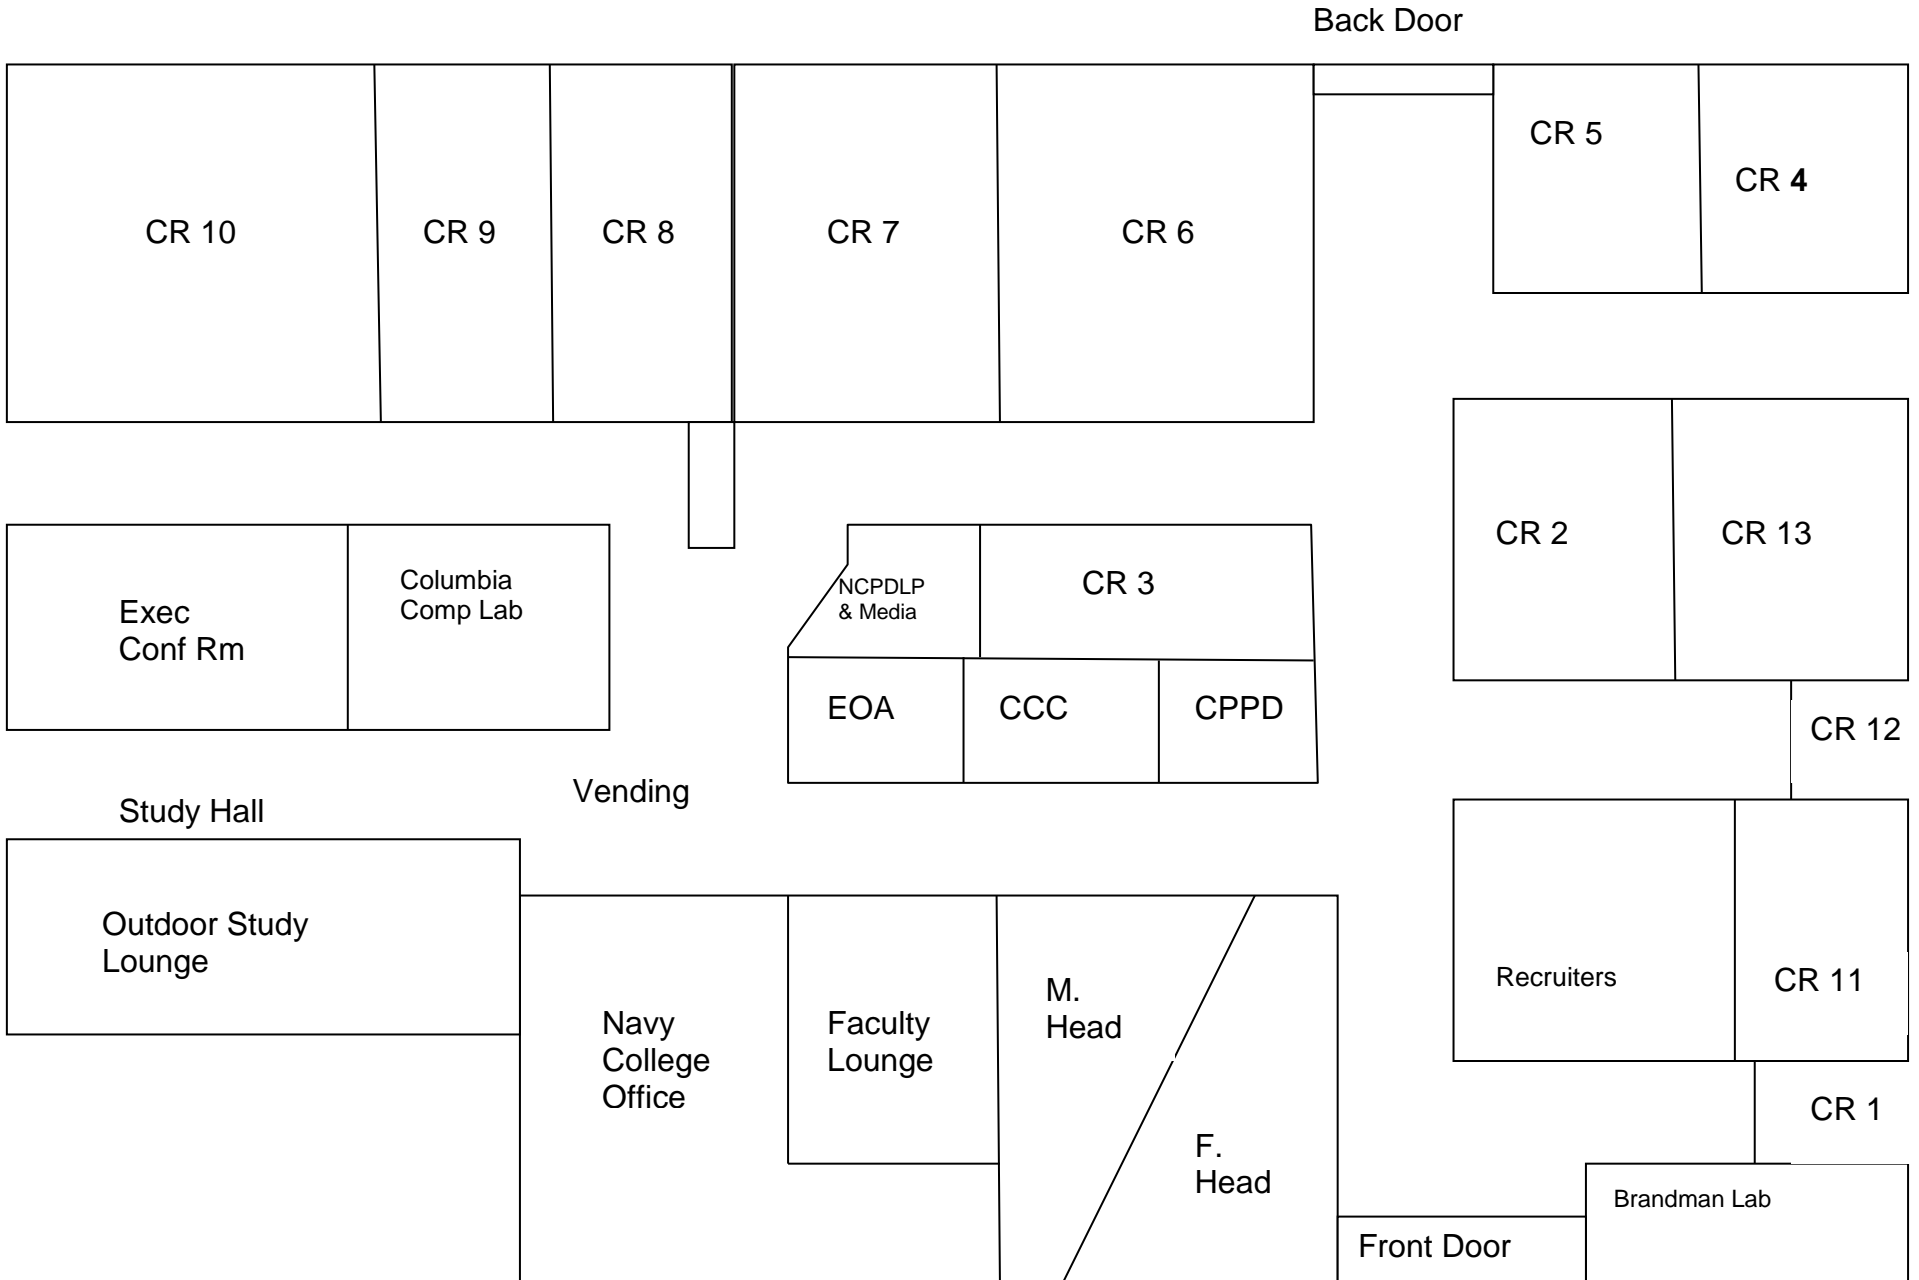 Back Door
CR 5
CR 4
CR 10
CR 9
CR 8
CR 7
CR 6
CR 2
CR 13
Columbia
Comp Lab
NCPDLP
& Media
CR 3
Exec
Conf Rm
EOA
CCC
CPPD
CR 12
Vending
Study Hall
Outdoor Study
Lounge
Recruiters
CR 11
M.
Head
Navy
College
Office
Faculty
Lounge
CR 1
F.
Head
Brandman Lab
Front Door